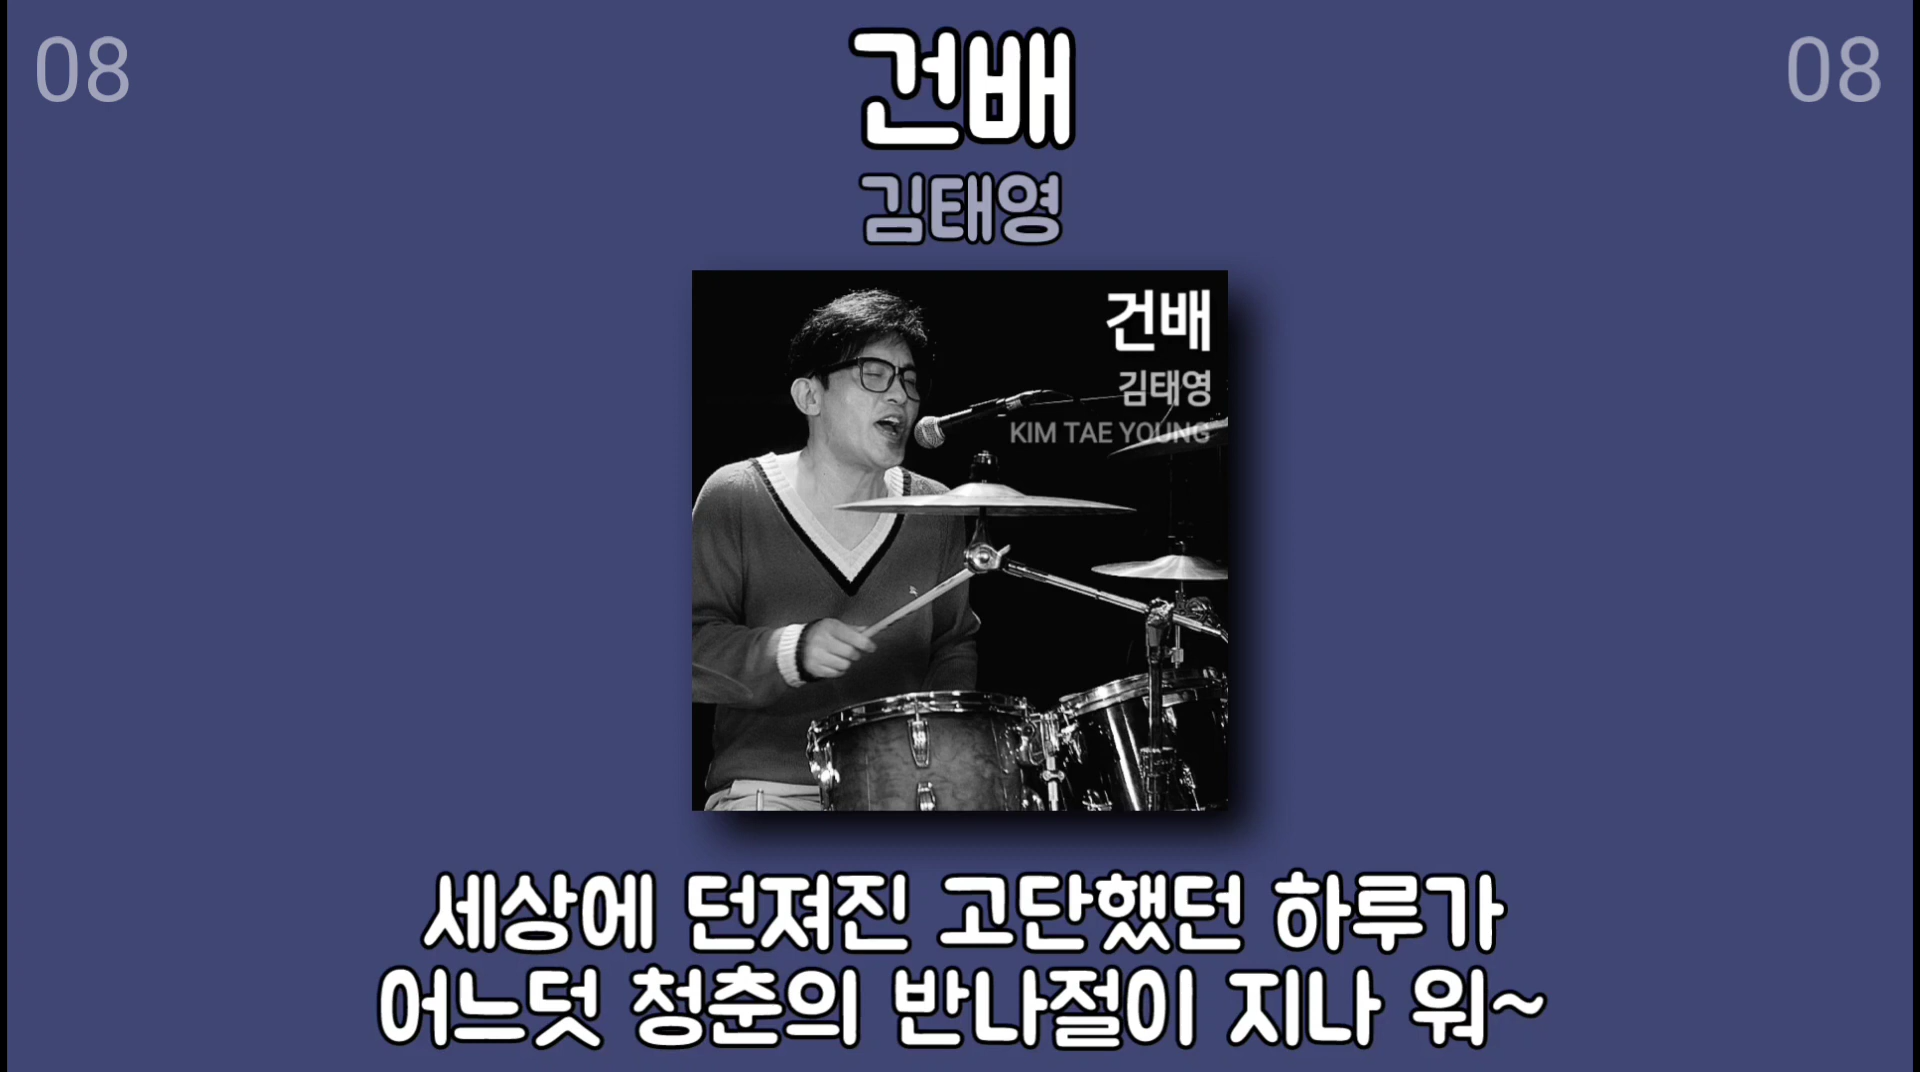 08
08
건배
김태영
건배
김태영
KIM TAE YOUNG
세상에 던져진 고단했던 하루가
어느덧 청춘의 반나절이 지나 워~